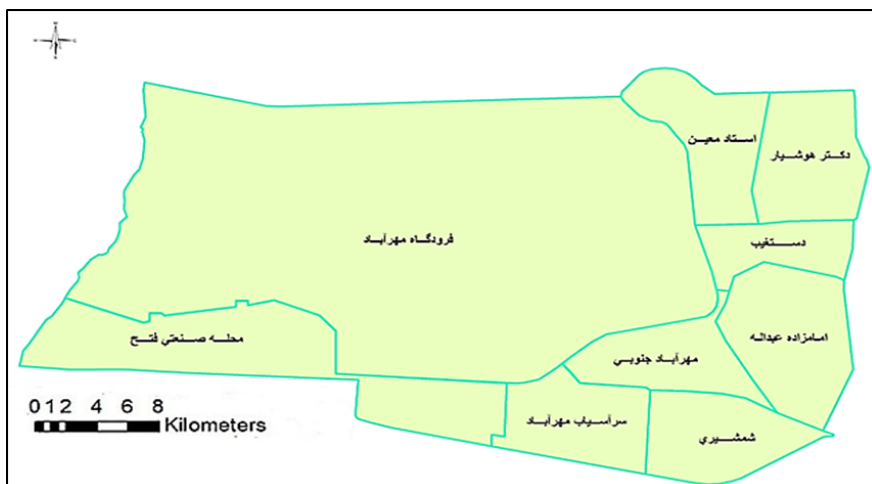 استاد معین
دکتر هوشیار
فرودگاه مهرآباد
دستغیب
محله صنعتی فتح
مهرآباد جنوبی
امامزاده عبداله
سرآسیاب مهرآباد
شمشیری
0 1 2 4 6 8
Kilometers